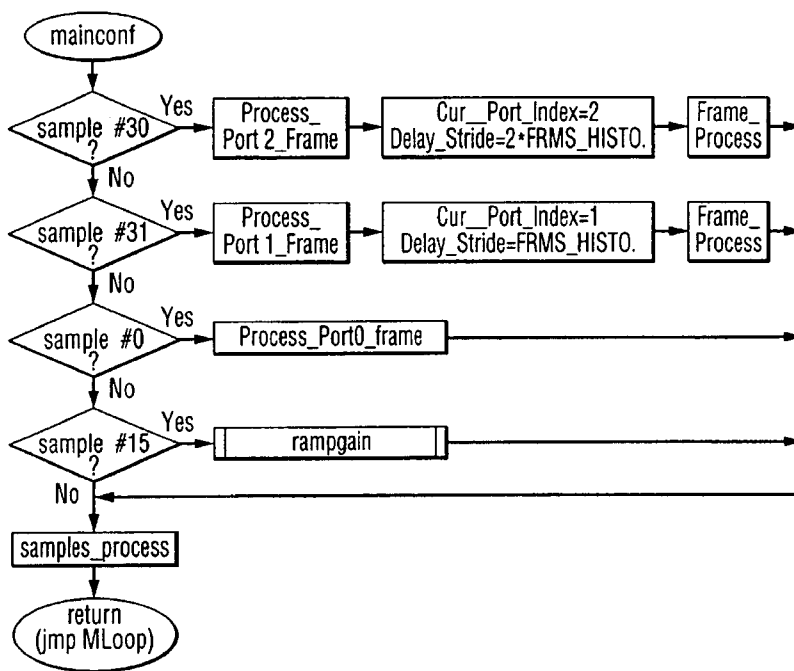 mainconf
sample #30
?
Yes
No
Process_
Port 2_Frame
Cur__Port_Index=2
Delay_Stride=2*FRMS_HISTO.
Frame_
Process
sample #31
?
Yes
No
Process_
Port 1_Frame
Cur__Port_Index=1
Delay_Stride=FRMS_HISTO.
Frame_
Process
sample #0
?
Yes
No
Process_Port0_frame
sample #15
?
Yes
No
rampgain
samples_process
return
(jmp MLoop)